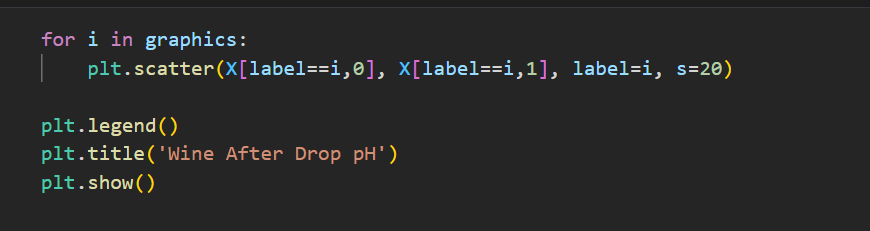 for i in graphics:
    plt.scatter(X[label==i,0], X[label==i,1], label=i, s=20)
plt.legend()
plt.title('Wine After Drop pH')
plt.show()